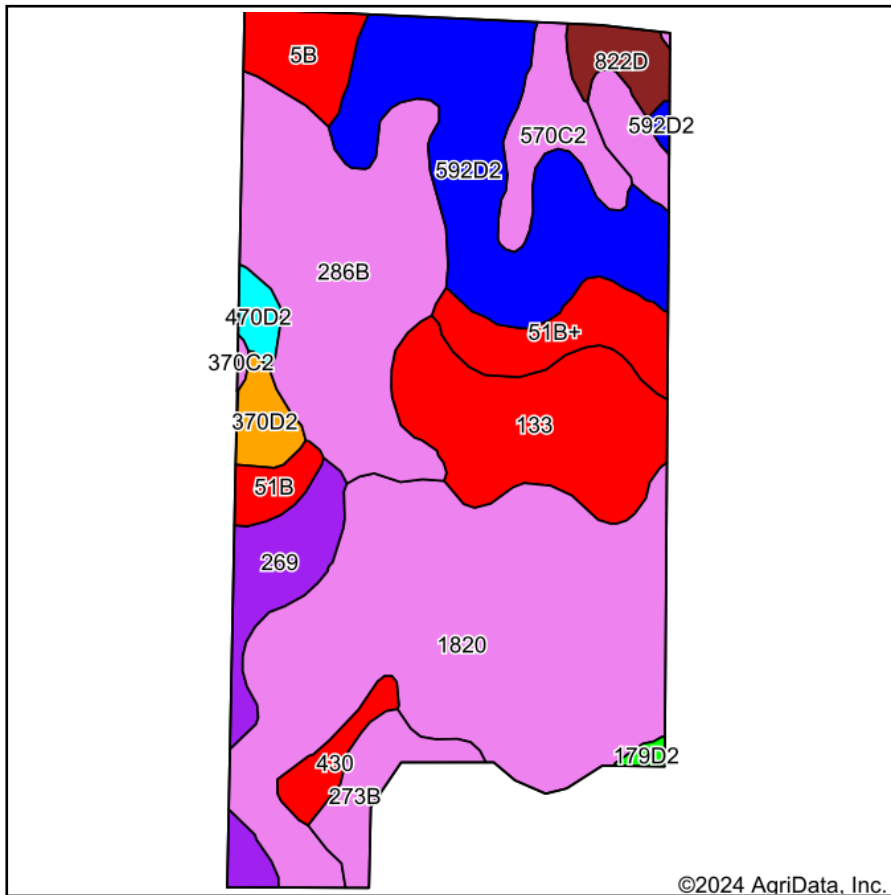 5B
822D
570C2
592D2
592D2
286B
470D2
51B+
370C2
370D2
133
51B
269
1820
179D2
430
273B
©2024 AgriData, Inc.